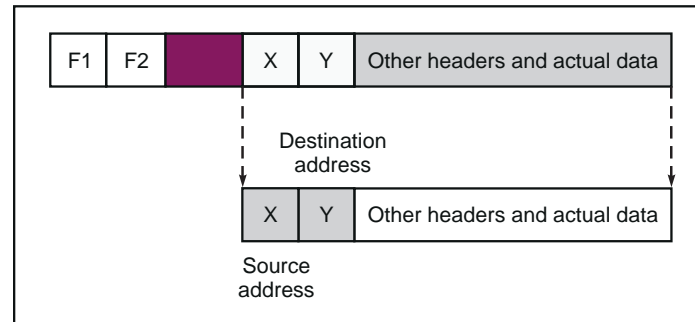 F1 F2 X Y Other headers and actual data
Destination
address
X Y Other headers and actual data
Source
address